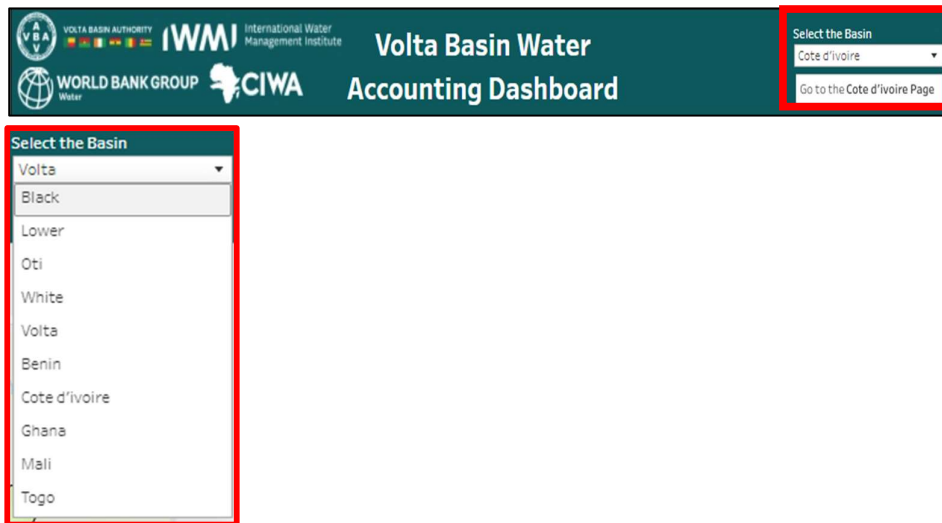 VBA
VOLTA BASIN AUTHORITY
IWMI
International Water
Management Institute
WORLD BANK GROUP
Water
CIWA
Volta Basin Water
Accounting Dashboard
Select the Basin
Cote d'ivoire
Go to the Cote d'ivoire Page
Select the Basin
Volta
Black
Lower
Oti
White
Volta
Benin
Cote d'ivoire
Ghana
Mali
Togo